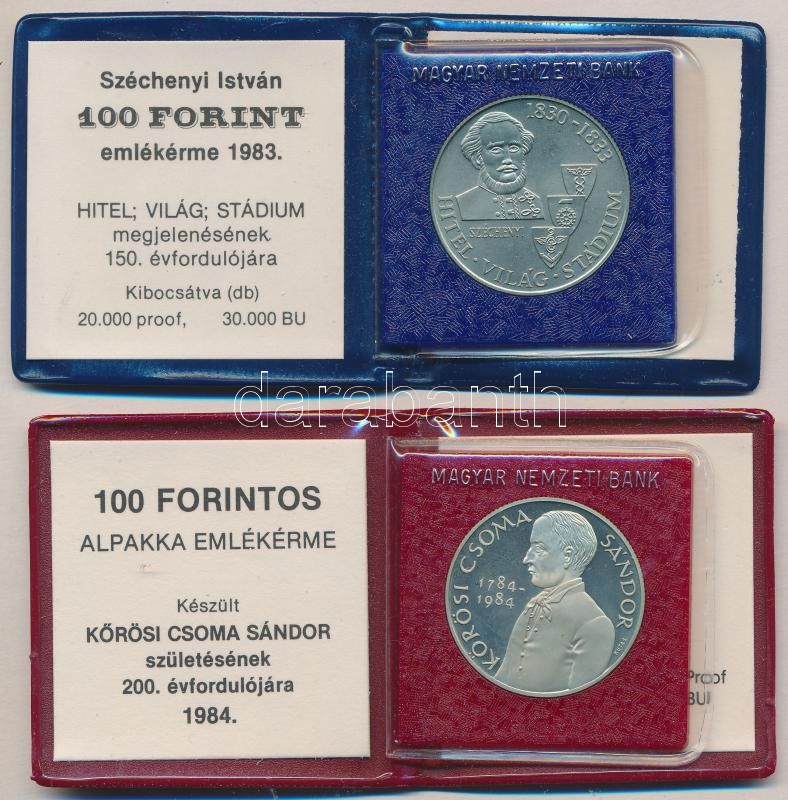 Széchenyi István
100 FORINT
emlékérme 1983.
HITEL; VILÁG; STÁDIUM
megjelenésének
150. évfordulójára
Kibocsátva (db)
20.000 proof, 30.000 BU
MAGYAR NEMZETI BANK
1830-1833
SZÉCHENYI
HITEL · VILÁG · STÁDIUM
darabanth
100 FORINTOS
ALPAKKA EMLÉKÉRME
Készült
KŐRÖSI CSOMA SÁNDOR
születésének
200. évfordulójára
1984.
MAGYAR NEMZETI BANK
KŐRÖSI CSOMA SÁNDOR
1784-
1984
Proof
BU